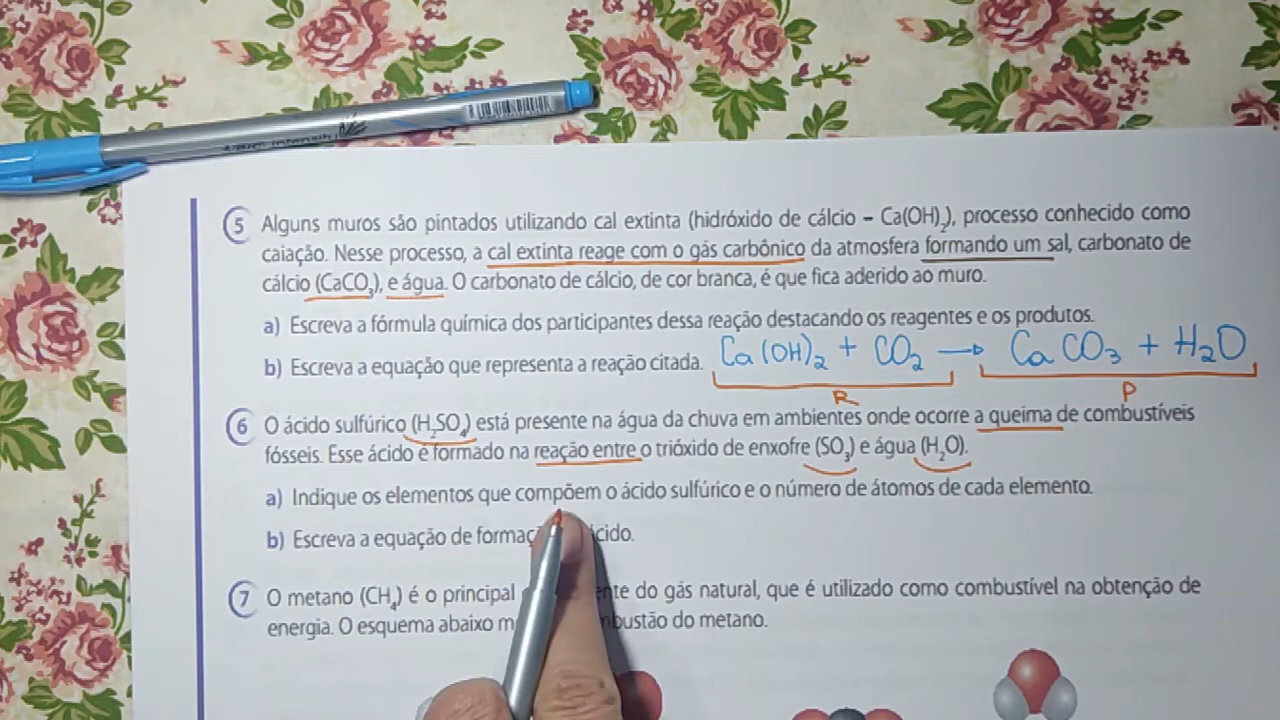 5 Alguns muros são pintados utilizando cal extinta (hidróxido de cálcio – Ca(OH)₂), processo conhecido como
caiação. Nesse processo, a cal extinta reage com o gás carbônico da atmosfera formando um sal, carbonato de
cálcio (CaCO₃), e água. O carbonato de cálcio, de cor branca, é que fica aderido ao muro.
a) Escreva a fórmula química dos participantes dessa reação destacando os reagentes e os produtos.
b) Escreva a equação que representa a reação citada. Ca(OH)₂ + CO₂ → CaCO₃ + H₂O
R P
6 O ácido sulfúrico (H₂SO₄) está presente na água da chuva em ambientes onde ocorre a queima de combustíveis
fósseis. Esse ácido é formado na reação entre o trióxido de enxofre (SO₃) e água (H₂O).
a) Indique os elementos que compõem o ácido sulfúrico e o número de átomos de cada elemento.
b) Escreva a equação de
7 O metano (CH₄) é o principal do gás natural, que é utilizado como combustível na obtenção de
energia. O esquema abaixo do metano.